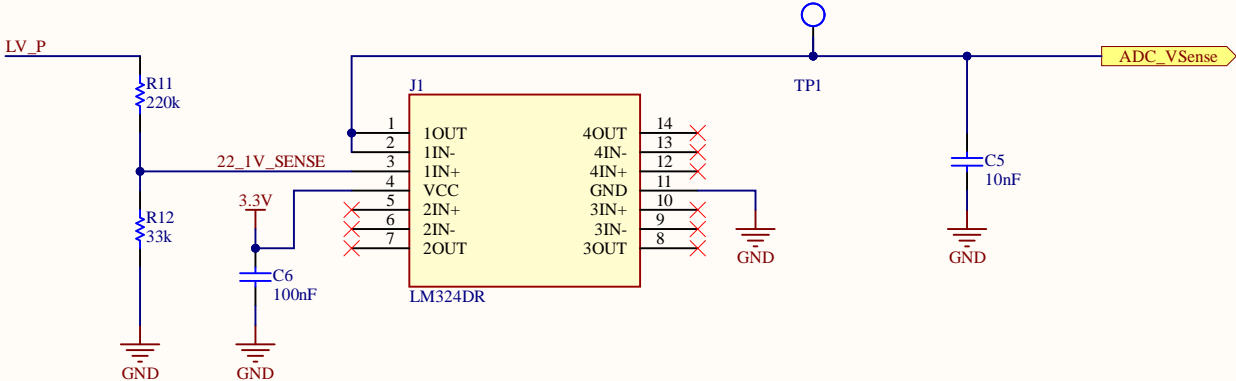 LV_P
R11
220k
22_1V_SENSE
R12
33k
GND
3.3V
C6
100nF
GND
J1
1 1OUT 4OUT 14
2 1IN- 4IN- 13
3 1IN+ 4IN+ 12
4 VCC GND 11
5 2IN+ 3IN+ 10
6 2IN- 3IN- 9
7 2OUT 3OUT 8
LM324DR
GND
TP1
C5
10nF
GND
ADC_VSense